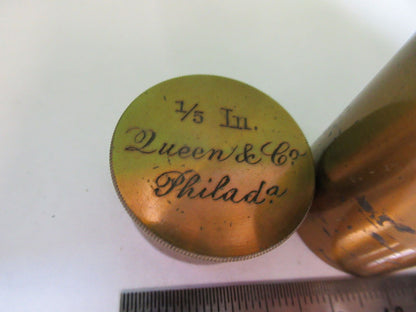 1/5 In.
Queen & Co.
Philada.